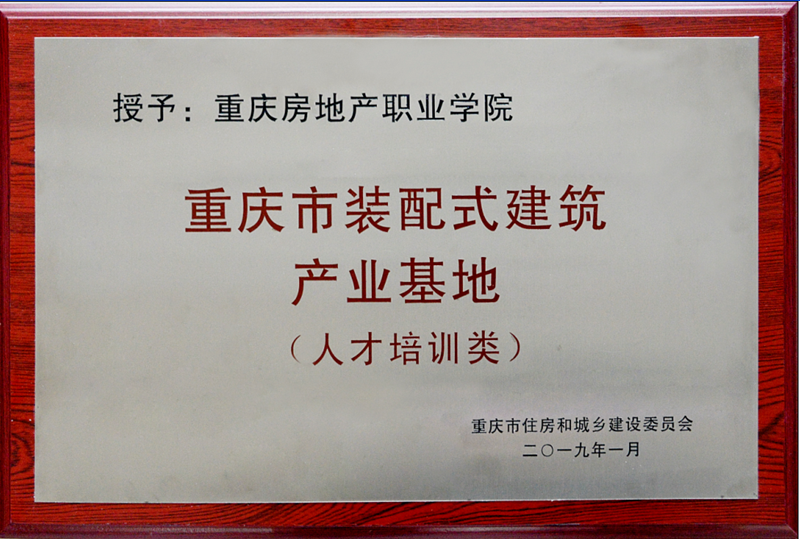 授予：重庆房地产职业学院
重庆市装配式建筑
产业基地
（人才培训类）
重庆市住房和城乡建设委员会
二〇一九年一月